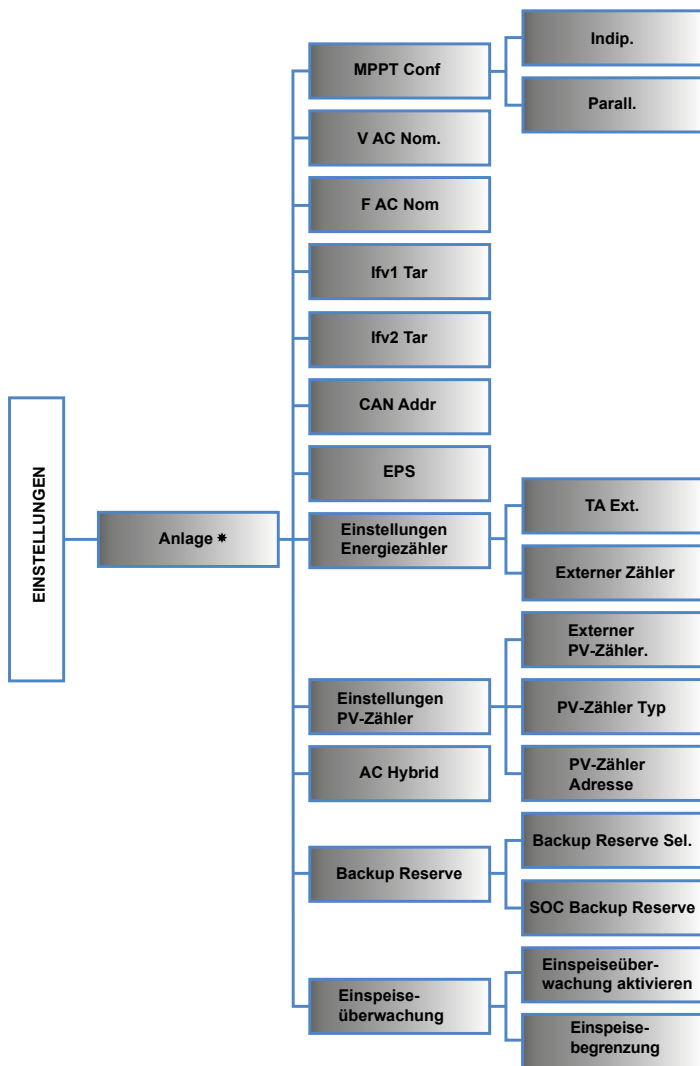 EINSTELLUNGEN
Anlage *
MPPT Conf
Indip.
Parall.
V AC Nom.
F AC Nom
Ifv1 Tar
Ifv2 Tar
CAN Addr
EPS
Einstellungen
Energiezähler
TA Ext.
Externer Zähler
Einstellungen
PV-Zähler
Externer
PV-Zähler.
PV-Zähler Typ
PV-Zähler
Adresse
AC Hybrid
Backup Reserve
Backup Reserve Sel.
SOC Backup Reserve
Einspeise-
überwachung
Einspeiseüber-
wachung aktivieren
Einspeise-
begrenzung